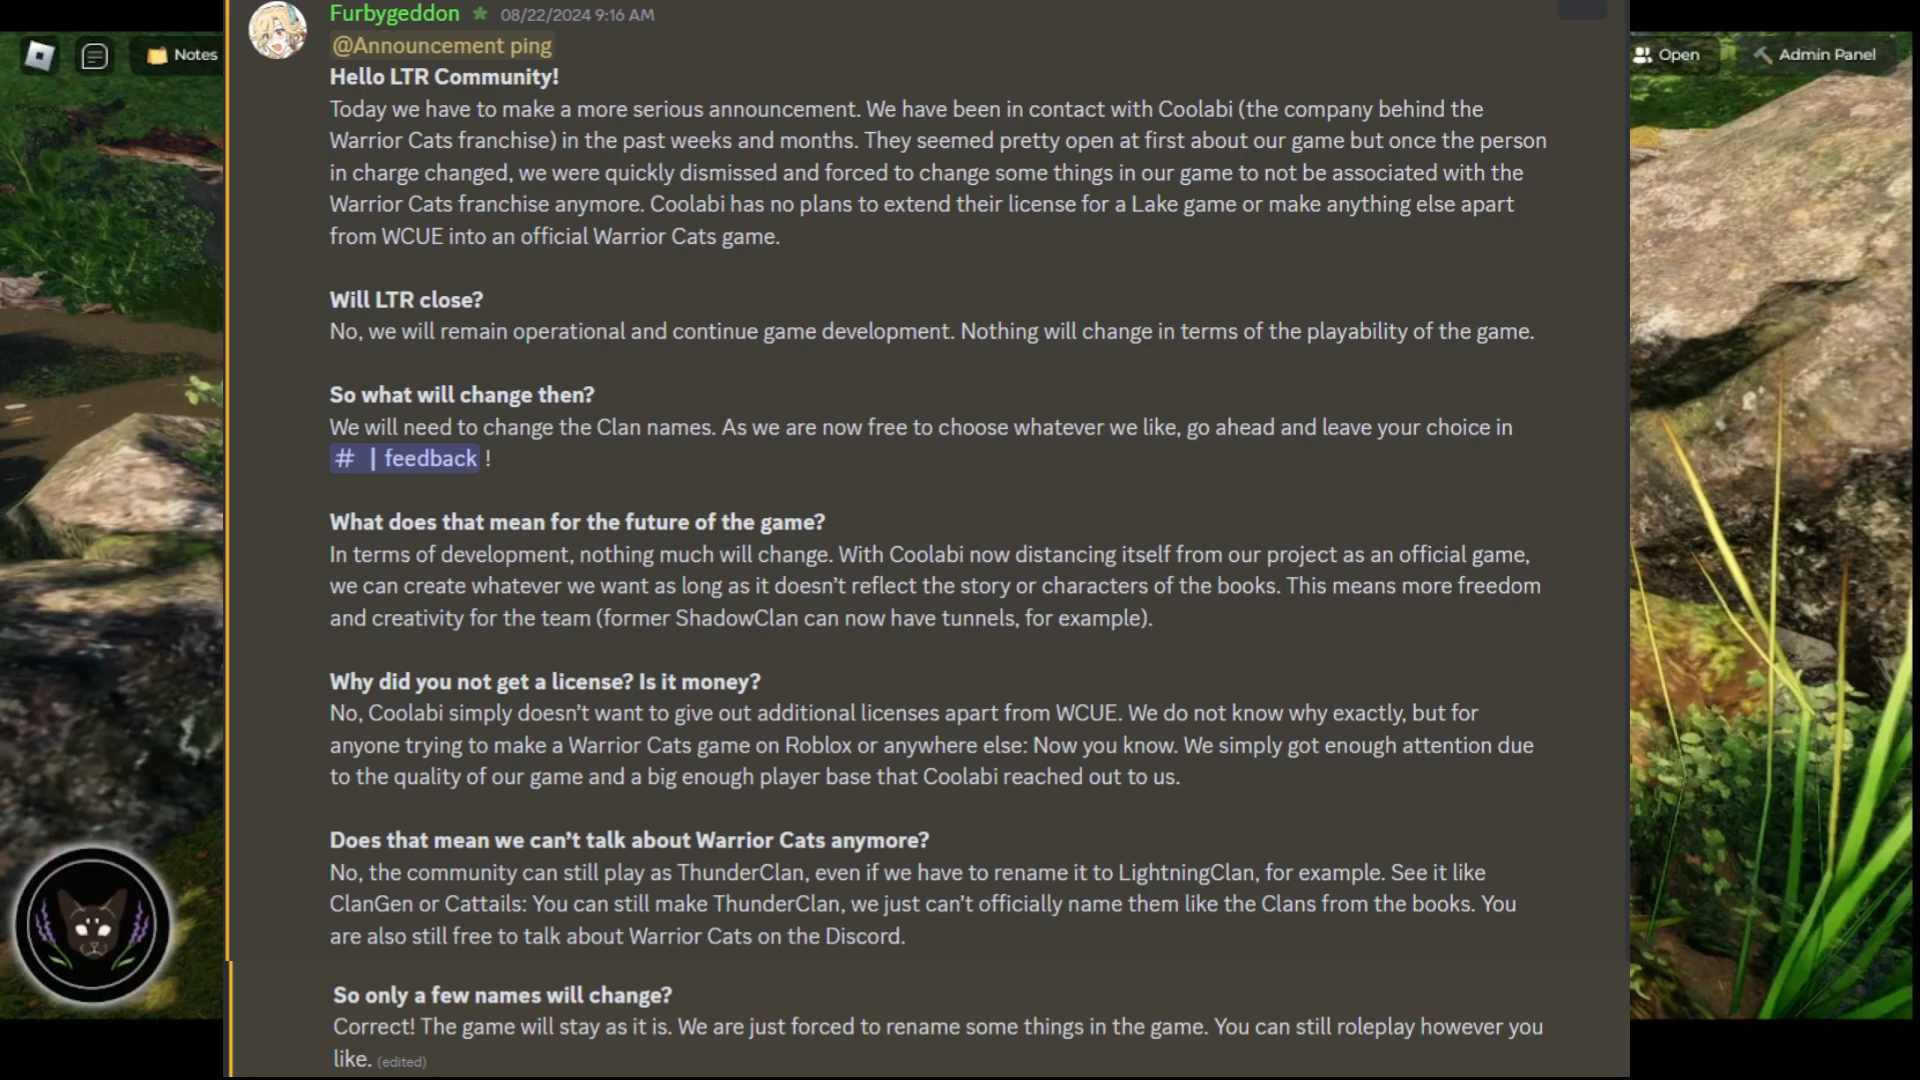 Furbygeddon 08/22/2024 9:16 AM
@Announcement ping
Notes
Open
Admin Panel
Hello LTR Community!
Today we have to make a more serious announcement. We have been in contact with Coolabi (the company behind the
Warrior Cats franchise) in the past weeks and months. They seemed pretty open at first about our game but once the person
in charge changed, we were quickly dismissed and forced to change some things in our game to not be associated with the
Warrior Cats franchise anymore. Coolabi has no plans to extend their license for a Lake game or make anything else apart
from WCUE into an official Warrior Cats game.
Will LTR close?
No, we will remain operational and continue game development. Nothing will change in terms of the playability of the game.
So what will change then?
We will need to change the Clan names. As we are now free to choose whatever we like, go ahead and leave your choice in
# | feedback !
What does that mean for the future of the game?
In terms of development, nothing much will change. With Coolabi now distancing itself from our project as an official game,
we can create whatever we want as long as it doesn’t reflect the story or characters of the books. This means more freedom
and creativity for the team (former ShadowClan can now have tunnels, for example).
Why did you not get a license? Is it money?
No, Coolabi simply doesn’t want to give out additional licenses apart from WCUE. We do not know why exactly, but for
anyone trying to make a Warrior Cats game on Roblox or anywhere else: Now you know. We simply got enough attention due
to the quality of our game and a big enough player base that Coolabi reached out to us.
Does that mean we can’t talk about Warrior Cats anymore?
No, the community can still play as ThunderClan, even if we have to rename it to LightningClan, for example. See it like
ClanGen or Cattails: You can still make ThunderClan, we just can’t officially name them like the Clans from the books. You
are also still free to talk about Warrior Cats on the Discord.
So only a few names will change?
Correct! The game will stay as it is. We are just forced to rename some things in the game. You can still roleplay however you
like. (edited)